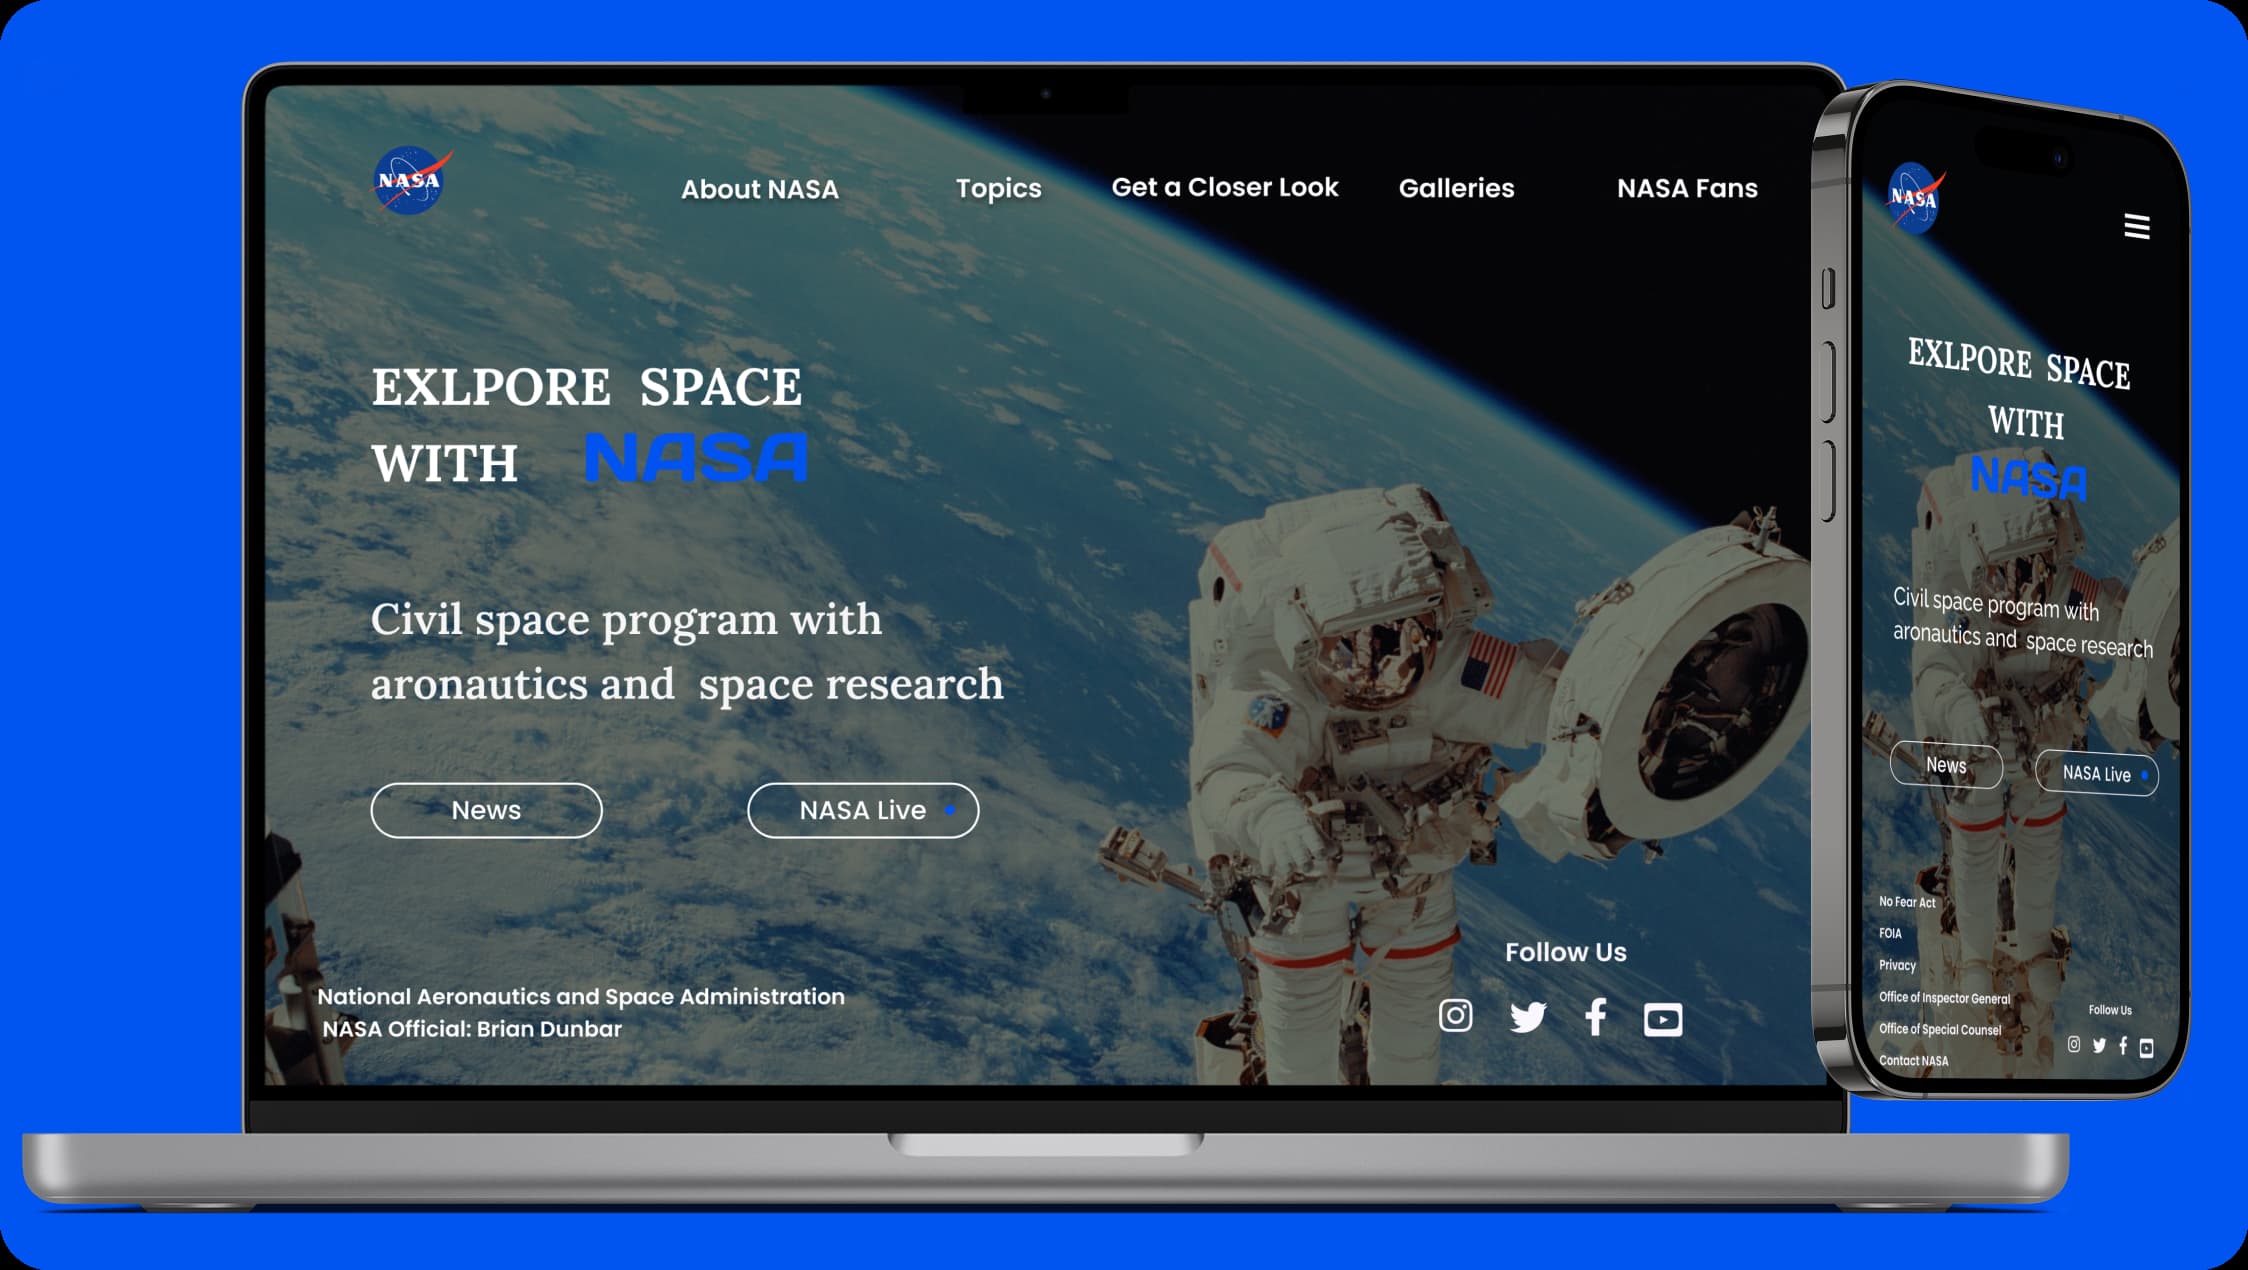 NASA
About NASA
Topics
Get a Closer Look
Galleries
NASA Fans
EXLPORE SPACE
WITH NASA
Civil space program with
aronautics and space research
News
NASA Live
National Aeronautics and Space Administration
NASA Official: Brian Dunbar
Follow Us
NASA
EXLPORE SPACE
WITH
NASA
Civil space program with
aronautics and space research
News
NASA Live
No Fear Act
FOIA
Privacy
Office of Inspector General
Office of Special Counsel
Contact NASA
Follow Us